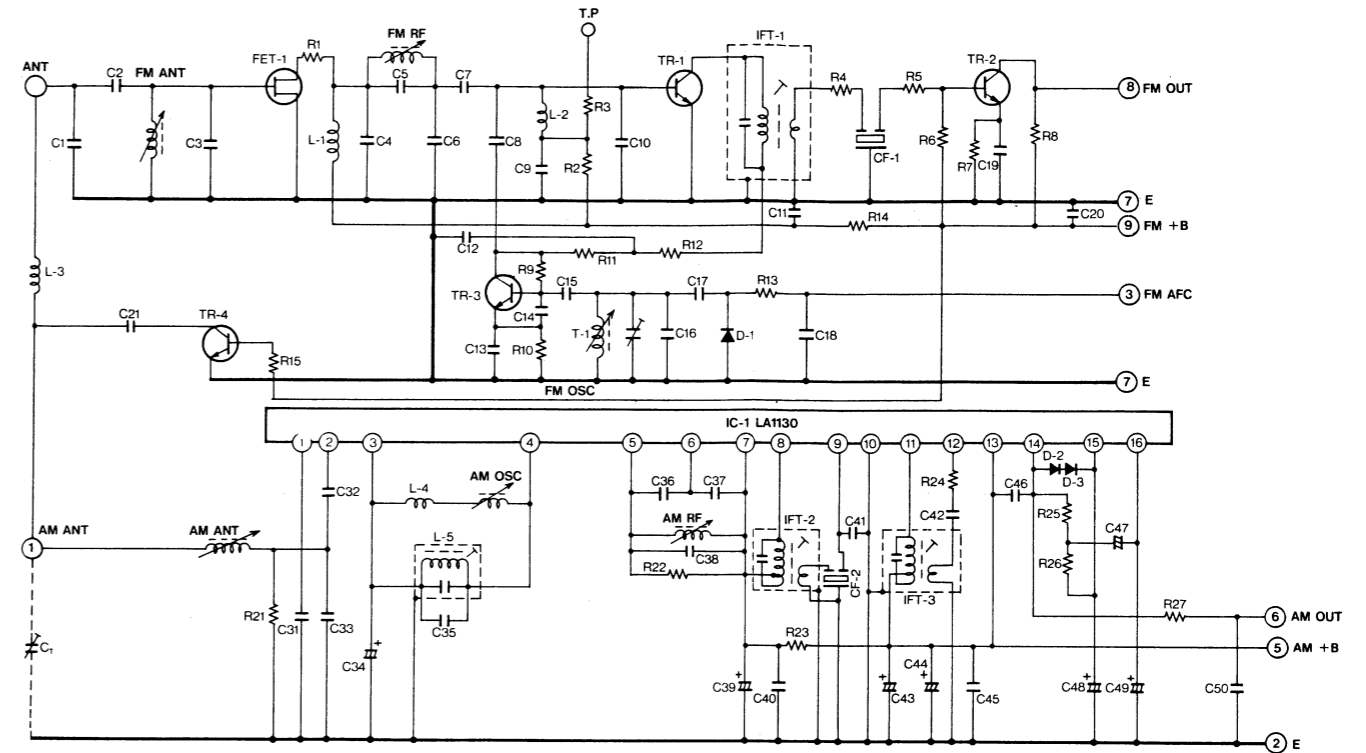 T.P
FM RF
IFT-1
FET-1
R1
ANT
C2
FM ANT
C5
C7
TR-1
TR-2
R4
R5
8 FM OUT
L-2
R3
C1
C3
L-1
C4
C6
C8
C10
R6
R8
C9
R2
CF-1
R7
C19
7 E
C11
R14
C20
9 FM +B
C12
R11
R12
L-3
R9
C15
C17
R13
TR-3
3 FM AFC
C14
C21
TR-4
T-1
C16
D-1
C18
C13
R10
R15
7 E
FM OSC
IC-1 LA1130
1 2 3 4 5 6 7 8 9 10 11 12 13 14 15 16
D-2
D-3
C36
C37
R24
C46
C32
L-4
AM OSC
R25
C47
AM RF
IFT-2
C41
C42
AM ANT
1
AM ANT
L-5
C38
CF-2
R26
R22
IFT-3
R21
C31
C33
C35
R27
6 AM OUT
R23
5 AM +B
CT
C34
C44
C39
C40
C43
C45
C48
C49
C50
2 E